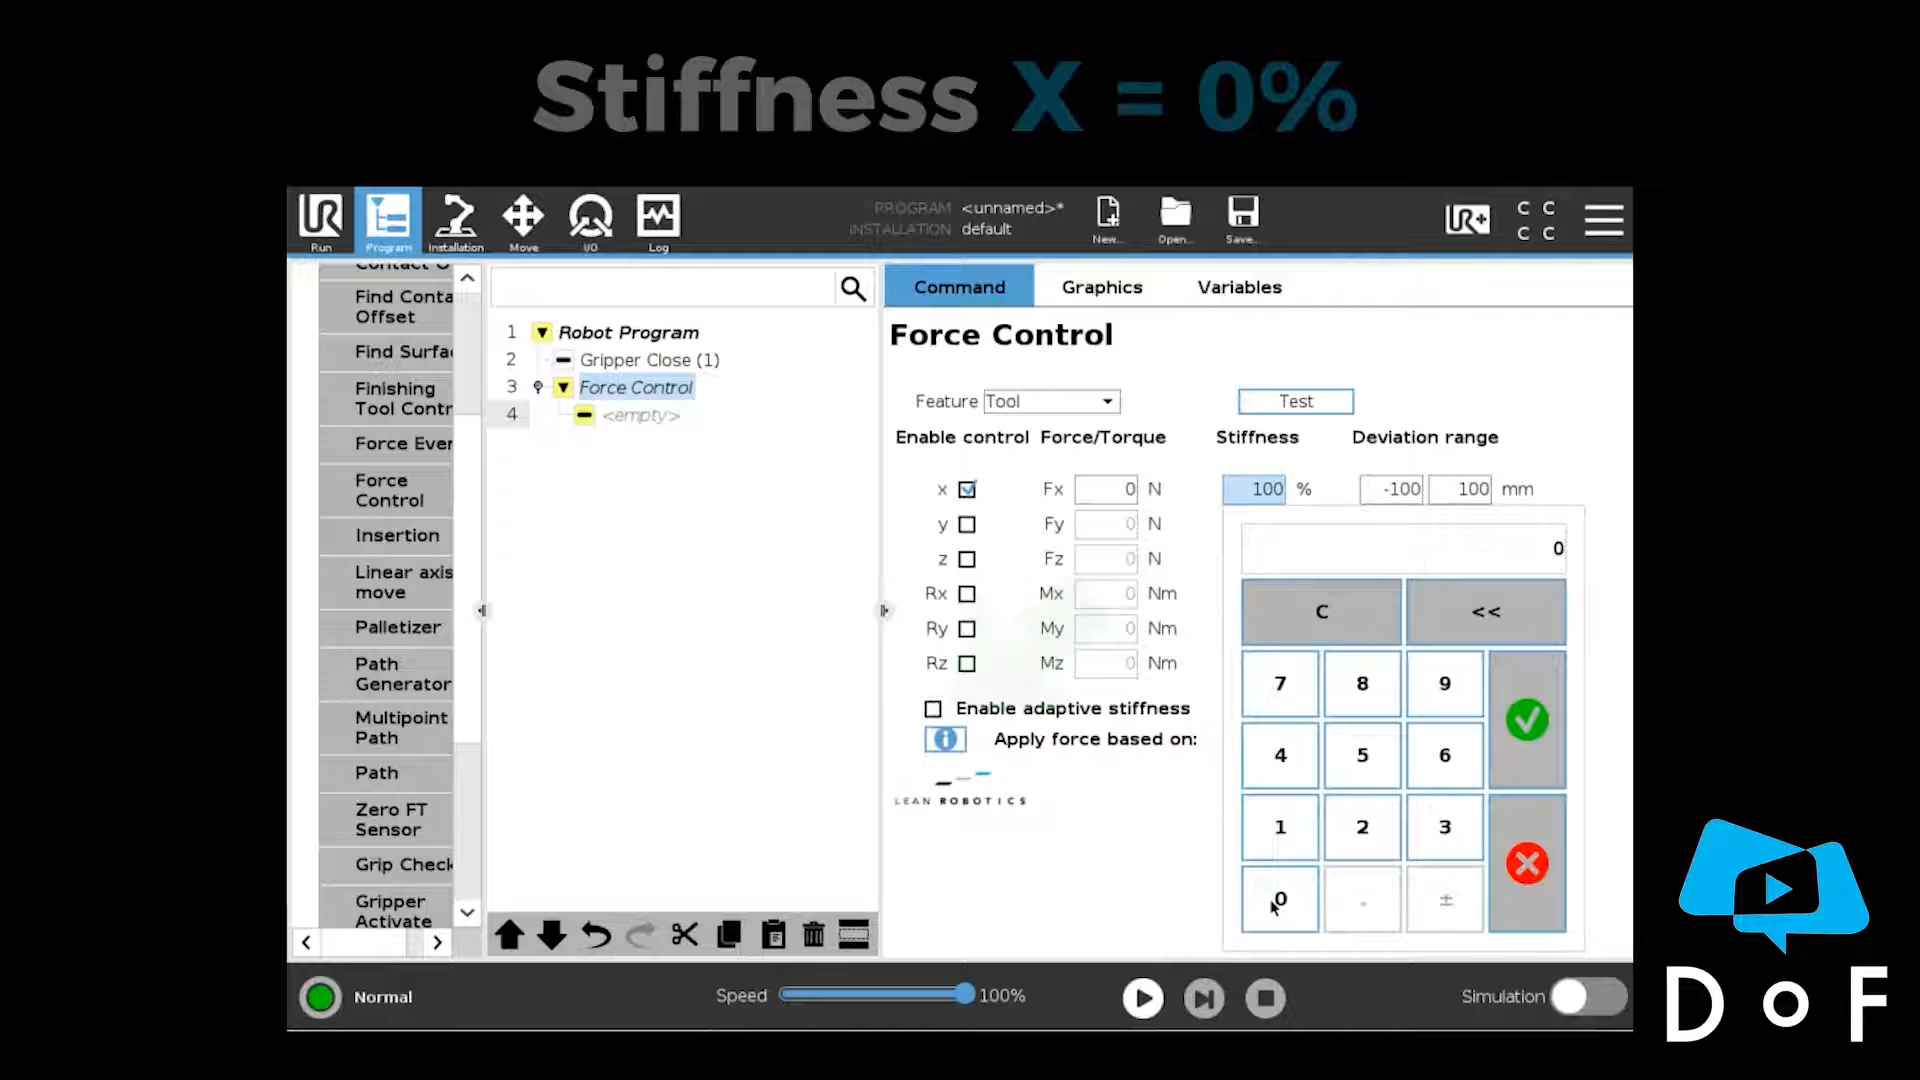 Stiffness X = 0%
Run
Program
Installation
Move
I/O
Log
PROGRAM <unnamed>*
INSTALLATION default
New...
Open...
Save...
UR+
C C
C C
Contact O
Find Conta
Offset
Find Surfa
Finishing
Tool Contr
Force Even
Force
Control
Insertion
Linear axis
move
Palletizer
Path
Generator
Multipoint
Path
Path
Zero FT
Sensor
Grip Check
Gripper
Activate
1 Robot Program
2 Gripper Close (1)
3 Force Control
4 <empty>
Command Graphics Variables
Force Control
Feature Tool Test
Enable control Force/Torque Stiffness Deviation range
x Fx 0 N 100 % -100 100 mm
y Fy 0 N
z Fz 0 N
Rx Mx 0 Nm
Ry My 0 Nm
Rz Mz 0 Nm
Enable adaptive stiffness
Apply force based on:
LEAN ROBOTICS
0
C <<
7 8 9
4 5 6
1 2 3
0 . ±
Normal
Speed 100%
Simulation
DoF